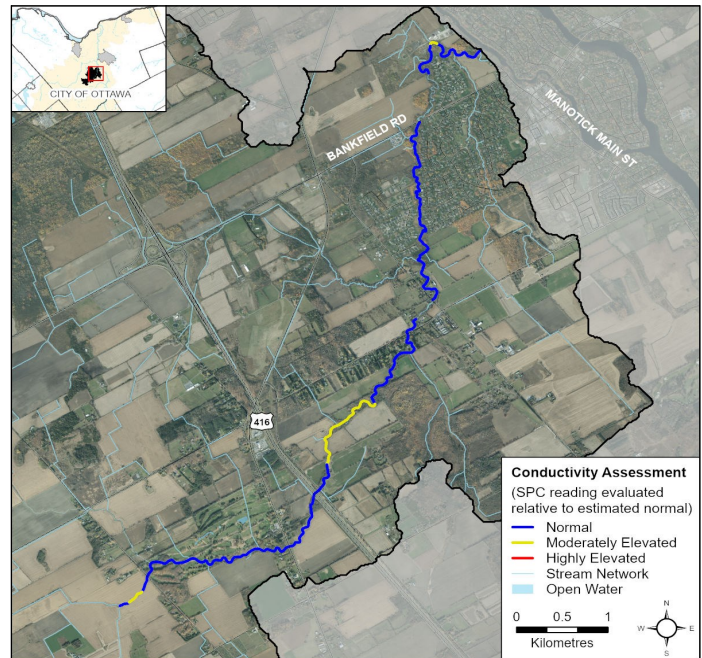 CITY OF OTTAWA
BANKFIELD RD
MANOTICK MAIN ST
416
Conductivity Assessment
(SPC reading evaluated
relative to estimated normal)
Normal
Moderately Elevated
Highly Elevated
Stream Network
Open Water
0 0.5 1
Kilometres
N
W E
S